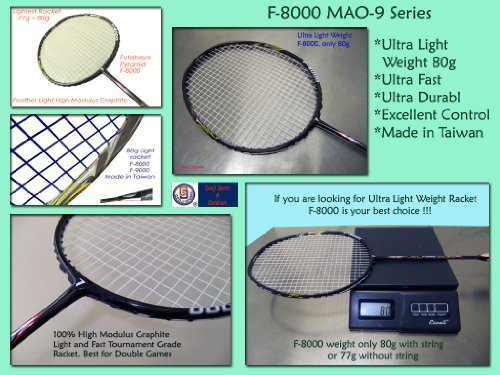 F-8000 MAO-9 Series
Lightest Racket
77g ~ 80g
Futabaya
Pyramis
F-8000
Feather Light High Modulus Graphite
Ultra Light Weight
F-8000, only 80g
*Ultra Light
Weight 80g
*Ultra Fast
*Ultra Durabl
*Excellent Control
*Made in Taiwan
80g Light
racket
F-8000
F-9000
Made in Taiwan
Genji Sports
&
Outdoors
If you are looking for Ultra Light Weight Racket
F-8000 is your best choice !!!
100% High Modulus Graphite
Light and Fast Tournament Grade
Racket. Best for Double Games
80
F-8000 weight only 80g with string
or 77g without string